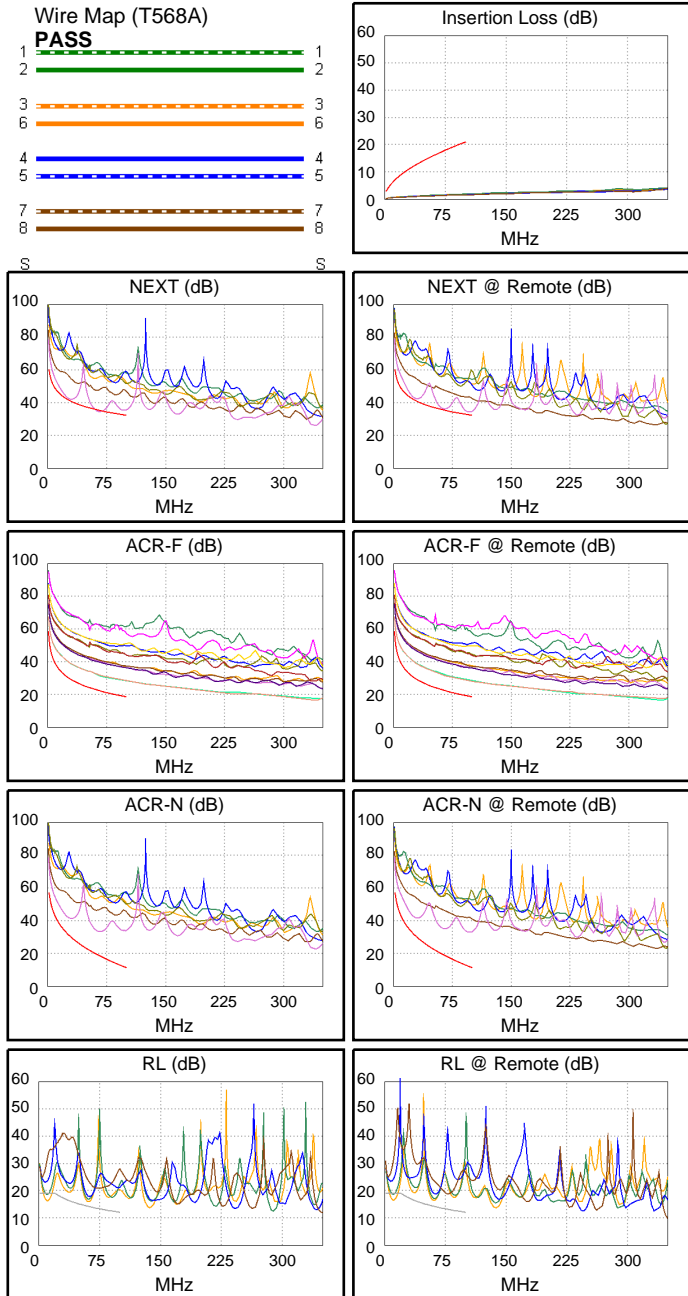 Wire Map (T568A)
PASS
1 1
2 2
3 3
6 6
4 4
5 5
7 7
8 8
S S
Insertion Loss (dB)
60
50
40
30
20
10
0
0 75 150 225 300
MHz
NEXT (dB)
100
80
60
40
20
0
0 75 150 225 300
MHz
NEXT @ Remote (dB)
100
80
60
40
20
0
0 75 150 225 300
MHz
ACR-F (dB)
100
80
60
40
20
0
0 75 150 225 300
MHz
ACR-F @ Remote (dB)
100
80
60
40
20
0
0 75 150 225 300
MHz
ACR-N (dB)
100
80
60
40
20
0
0 75 150 225 300
MHz
ACR-N @ Remote (dB)
100
80
60
40
20
0
0 75 150 225 300
MHz
RL (dB)
60
50
40
30
20
10
0
0 75 150 225 300
MHz
RL @ Remote (dB)
60
50
40
30
20
10
0
0 75 150 225 300
MHz